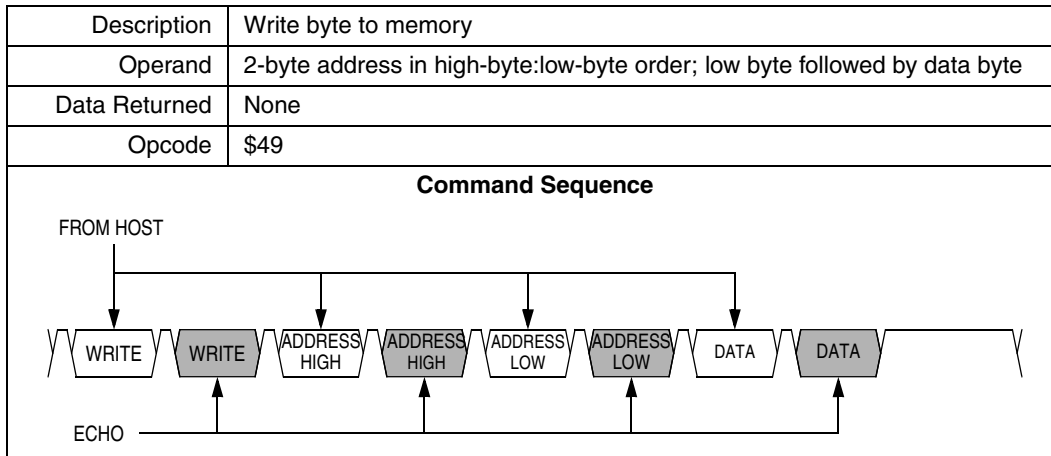 Description Write byte to memory
Operand 2-byte address in high-byte:low-byte order; low byte followed by data byte
Data Returned None
Opcode $49
Command Sequence
FROM HOST
WRITE WRITE ADDRESS HIGH ADDRESS HIGH ADDRESS LOW ADDRESS LOW DATA DATA
ECHO